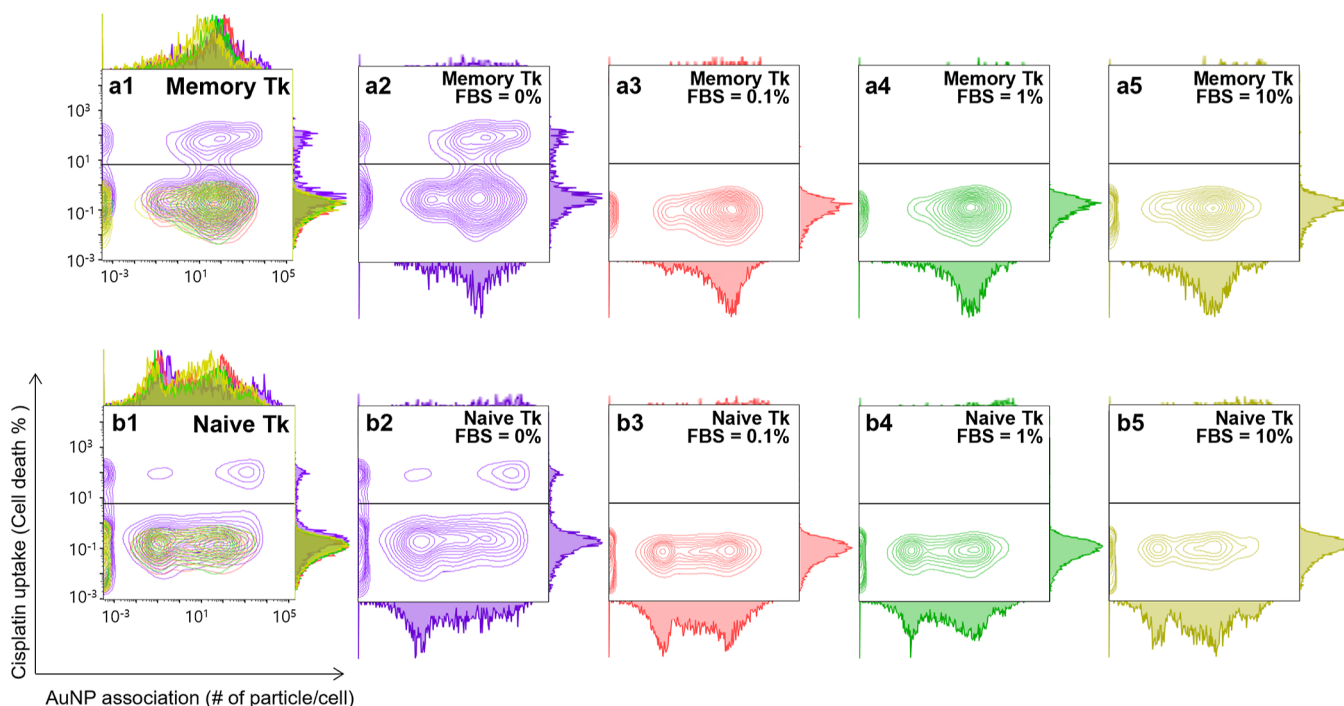 a1 Memory Tk
10³
10¹
10⁻¹
10⁻³
10⁻³ 10¹ 10⁵
a2 Memory Tk
FBS = 0%
a3 Memory Tk
FBS = 0.1%
a4 Memory Tk
FBS = 1%
a5 Memory Tk
FBS = 10%
b1 Naive Tk
10³
10¹
10⁻¹
10⁻³
10⁻³ 10¹ 10⁵
b2 Naive Tk
FBS = 0%
b3 Naive Tk
FBS = 0.1%
b4 Naive Tk
FBS = 1%
b5 Naive Tk
FBS = 10%
Cisplatin uptake (Cell death %)
AuNP association (# of particle/cell)